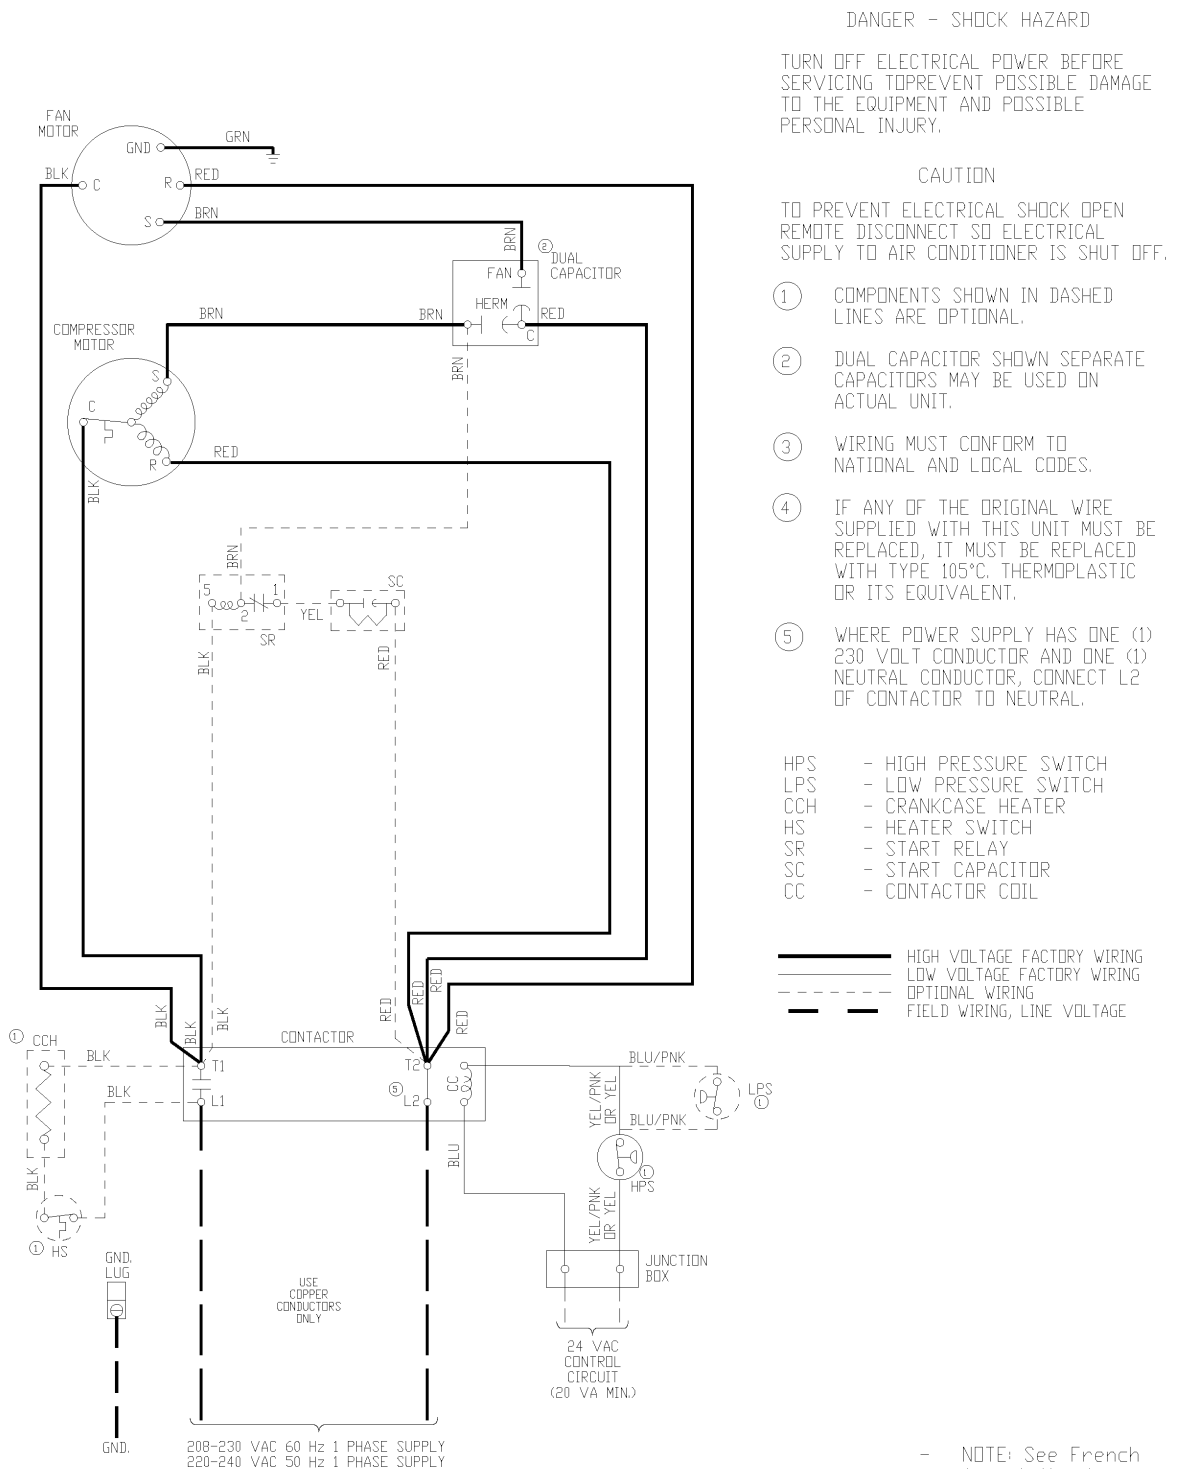 DANGER - SHOCK HAZARD
TURN OFF ELECTRICAL POWER BEFORE
SERVICING TOPREVENT POSSIBLE DAMAGE
TO THE EQUIPMENT AND POSSIBLE
PERSONAL INJURY.
CAUTION
TO PREVENT ELECTRICAL SHOCK OPEN
REMOTE DISCONNECT SO ELECTRICAL
SUPPLY TO AIR CONDITIONER IS SHUT OFF.
1 COMPONENTS SHOWN IN DASHED
LINES ARE OPTIONAL.
2 DUAL CAPACITOR SHOWN SEPARATE
CAPACITORS MAY BE USED ON
ACTUAL UNIT.
3 WIRING MUST CONFORM TO
NATIONAL AND LOCAL CODES.
4 IF ANY OF THE ORIGINAL WIRE
SUPPLIED WITH THIS UNIT MUST BE
REPLACED, IT MUST BE REPLACED
WITH TYPE 105°C. THERMOPLASTIC
OR ITS EQUIVALENT.
5 WHERE POWER SUPPLY HAS ONE (1)
230 VOLT CONDUCTOR AND ONE (1)
NEUTRAL CONDUCTOR, CONNECT L2
OF CONTACTOR TO NEUTRAL.
HPS - HIGH PRESSURE SWITCH
LPS - LOW PRESSURE SWITCH
CCH - CRANKCASE HEATER
HS - HEATER SWITCH
SR - START RELAY
SC - START CAPACITOR
CC - CONTACTOR COIL
HIGH VOLTAGE FACTORY WIRING
LOW VOLTAGE FACTORY WIRING
OPTIONAL WIRING
FIELD WIRING, LINE VOLTAGE
- NOTE: See French
FAN
MOTOR
GND
GRN
BLK
C
R
RED
S
BRN
BRN
2
DUAL
CAPACITOR
FAN
HERM
BRN
BRN
RED
C
COMPRESSOR
MOTOR
S
C
R
RED
BLK
BRN
BRN
5
1
2
SR
YEL
SC
BLK
RED
BLK
BLK
BLK
RED
RED
RED
RED
CONTACTOR
1
CCH
BLK
T1
T2
BLK
L1
5
L2
CC
BLU/PNK
YEL/PNK
OR YEL
LPS
1
BLU/PNK
BLU
BLK
1
HPS
YEL/PNK
OR YEL
1
HS
GND.
LUG
USE
COPPER
CONDUCTORS
ONLY
JUNCTION
BOX
24 VAC
CONTROL
CIRCUIT
(20 VA MIN.)
GND.
208-230 VAC 60 Hz 1 PHASE SUPPLY
220-240 VAC 50 Hz 1 PHASE SUPPLY